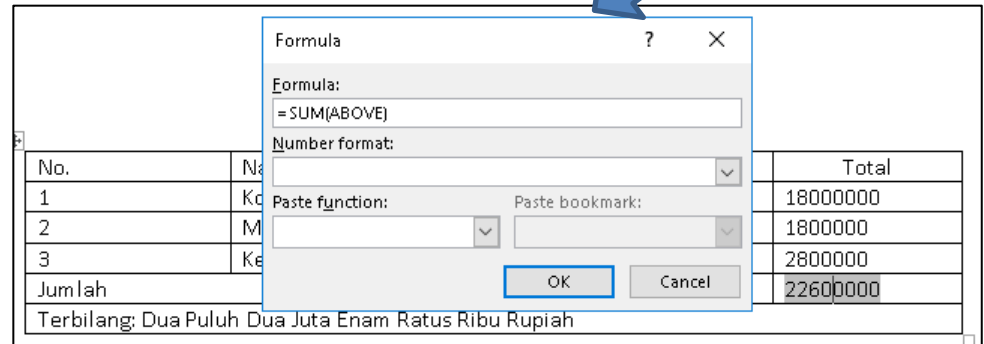 Formula ? ×
Formula:
=SUM(ABOVE)
Number format:
Paste function: Paste bookmark:
OK Cancel
No. Total
1 18000000
2 1800000
3 2800000
Jumlah 22600000
Terbilang: Dua Puluh Dua Juta Enam Ratus Ribu Rupiah